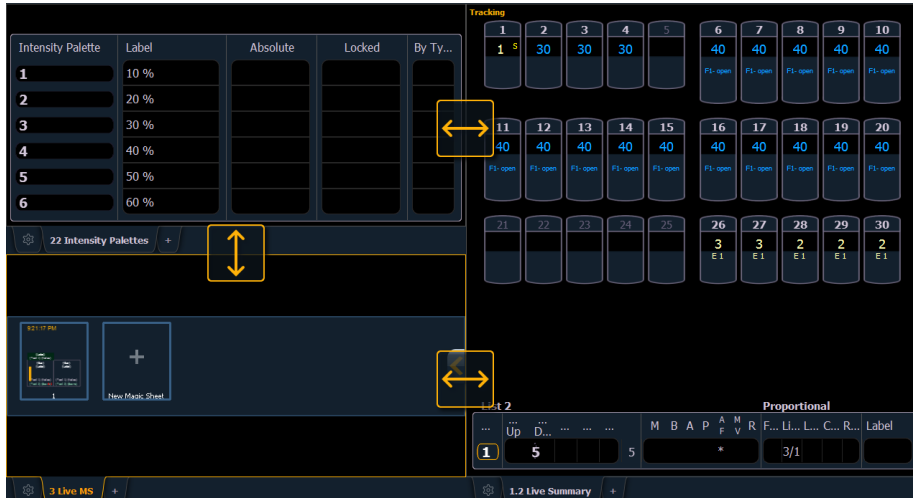 Intensity Palette Label Absolute Locked By Ty...
1 10 %
2 20 %
3 30 %
4 40 %
5 50 %
6 60 %
22 Intensity Palettes +
9:21:17 PM
1
+
New Magic Sheet
3 Live MS +
Tracking
1 2 3 4 5 6 7 8 9 10
1 S 30 30 30 40 40 40 40 40
F1- open F1- open F1- open F1- open F1- open
11 12 13 14 15 16 17 18 19 20
40 40 40 40 40 40 40 40 40 40
F1- open F1- open F1- open F1- open F1- open F1- open F1- open F1- open F1- open F1- open
21 22 23 24 25 26 27 28 29 30
3 3 2 2 2
E 1 E 1 E 1 E 1 E 1
List 2 Proportional
... ... Up ... D... ... ... ... M B A P A F M V R F... Li... L... C... R... Label
1 5 5 * 3/1
1.2 Live Summary +